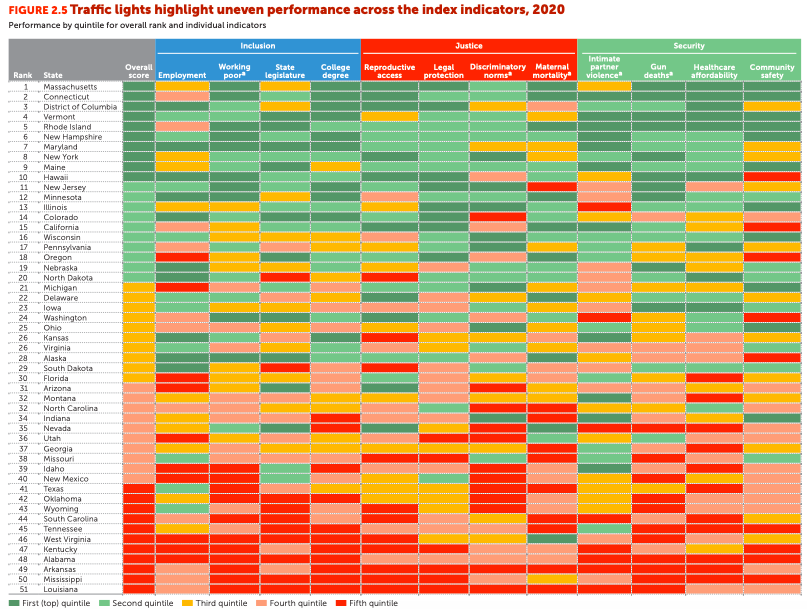 FIGURE 2.5 Traffic lights highlight uneven performance across the index indicators, 2020
Performance by quintile for overall rank and individual indicators
Inclusion Justice Security
Rank State Overall score Employment Working poorª State legislature College degree Reproductive access Legal protection Discriminatory normsª Maternal mortalityª Intimate partner violenceª Gun deathsª Healthcare affordability Community safety
1 Massachusetts
2 Connecticut
3 District of Columbia
4 Vermont
5 Rhode Island
6 New Hampshire
7 Maryland
8 New York
9 Maine
10 Hawaii
11 New Jersey
12 Minnesota
13 Illinois
14 Colorado
15 California
16 Wisconsin
17 Pennsylvania
18 Oregon
19 Nebraska
20 North Dakota
21 Michigan
22 Delaware
23 Iowa
24 Washington
25 Ohio
26 Kansas
26 Virginia
28 Alaska
29 South Dakota
30 Florida
31 Arizona
32 Montana
32 North Carolina
34 Indiana
35 Nevada
36 Utah
37 Georgia
38 Missouri
39 Idaho
40 New Mexico
41 Texas
42 Oklahoma
43 Wyoming
44 South Carolina
45 Tennessee
46 West Virginia
47 Kentucky
48 Alabama
49 Arkansas
50 Mississippi
51 Louisiana
First (top) quintile Second quintile Third quintile Fourth quintile Fifth quintile